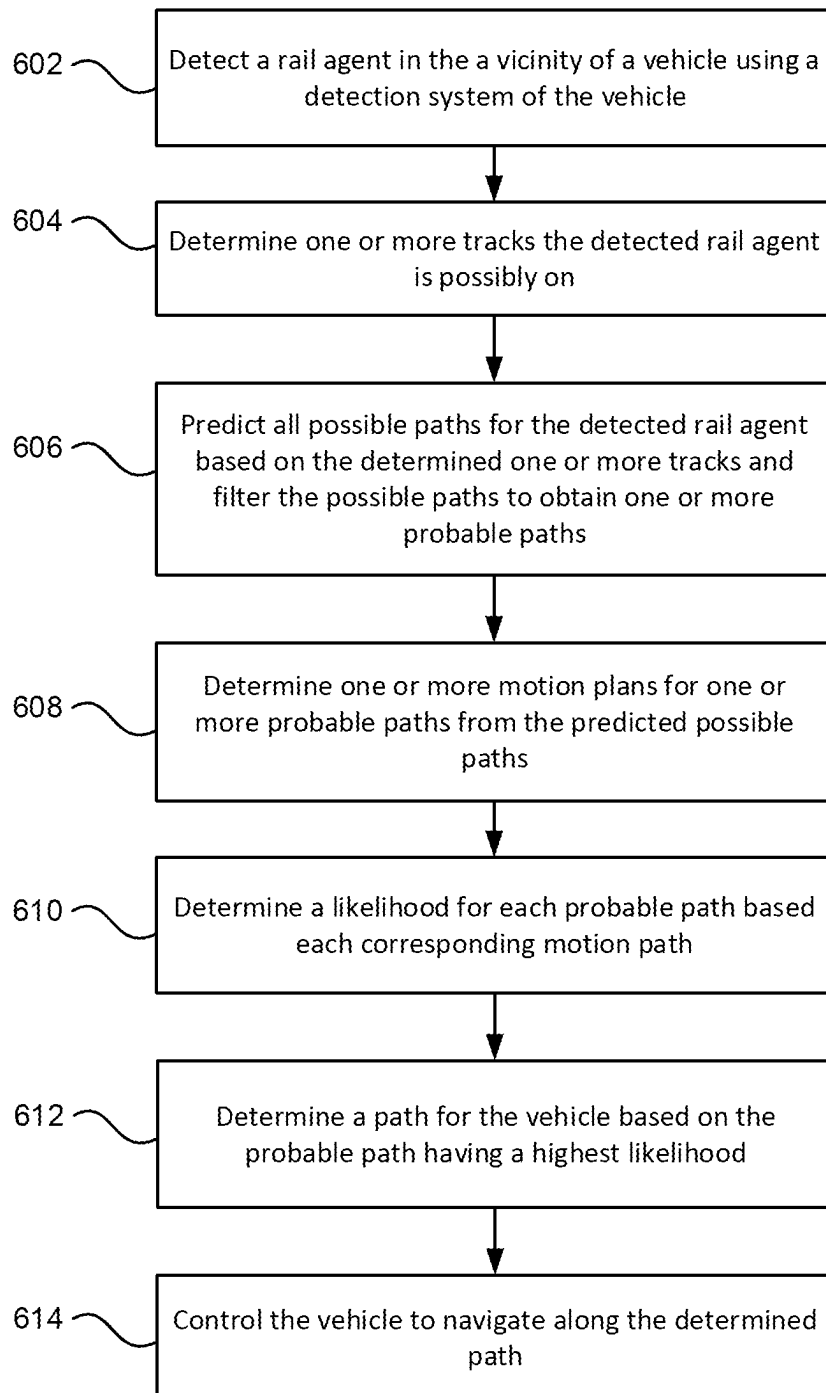 602
Detect a rail agent in the a vicinity of a vehicle using a
detection system of the vehicle
604
Determine one or more tracks the detected rail agent
is possibly on
606
Predict all possible paths for the detected rail agent
based on the determined one or more tracks and
filter the possible paths to obtain one or more
probable paths
608
Determine one or more motion plans for one or
more probable paths from the predicted possible
paths
610
Determine a likelihood for each probable path based
each corresponding motion path
612
Determine a path for the vehicle based on the
probable path having a highest likelihood
614
Control the vehicle to navigate along the determined
path